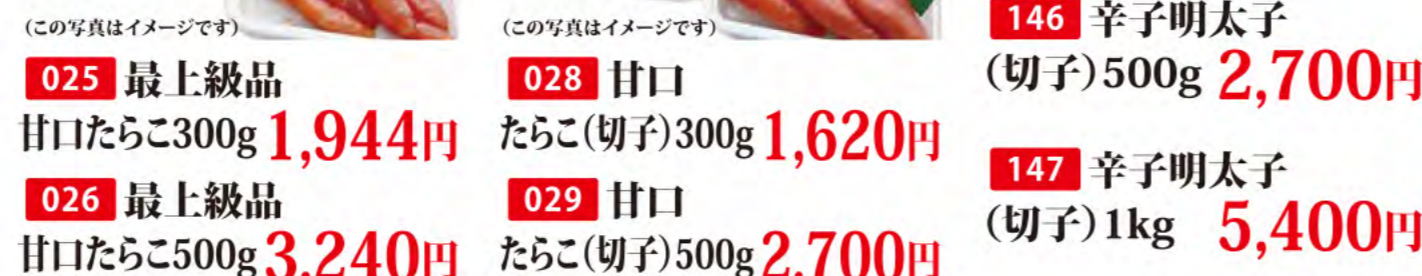 (この写真はイメージです)
025 最上級品
甘口たらこ300g 1,944円
026 最上級品
甘口たらこ500g 3,240円
(この写真はイメージです)
028 甘口
たらこ(切子)300g 1,620円
029 甘口
たらこ(切子)500g 2,700円
146 辛子明太子
(切子)500g 2,700円
147 辛子明太子
(切子)1kg 5,400円